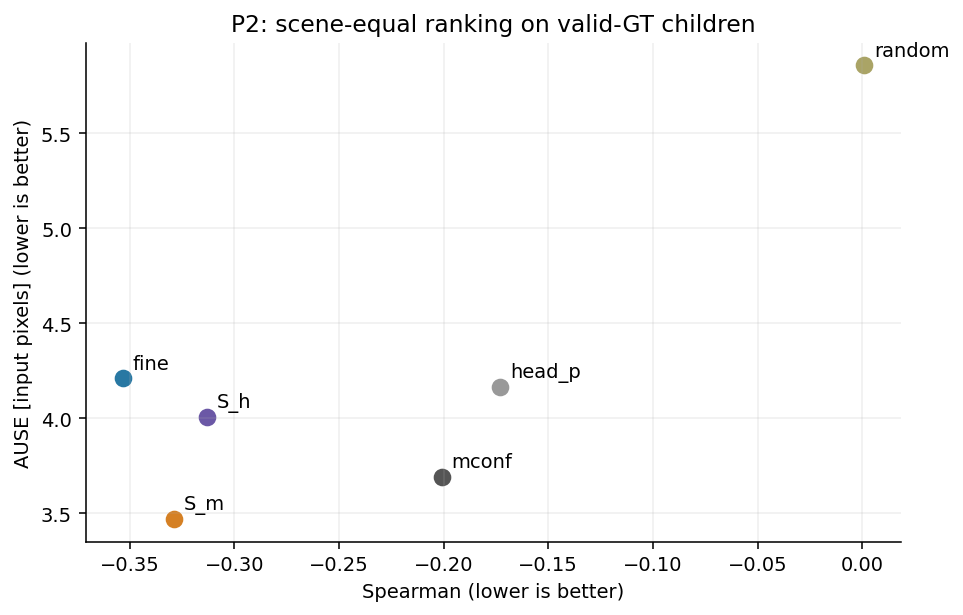 P2: scene-equal ranking on valid-GT children
random
AUSE [input pixels] (lower is better)
5.5
5.0
4.5
4.0
3.5
fine
head_p
S_h
mconf
S_m
−0.35
−0.30
−0.25
−0.20
−0.15
−0.10
−0.05
0.00
Spearman (lower is better)